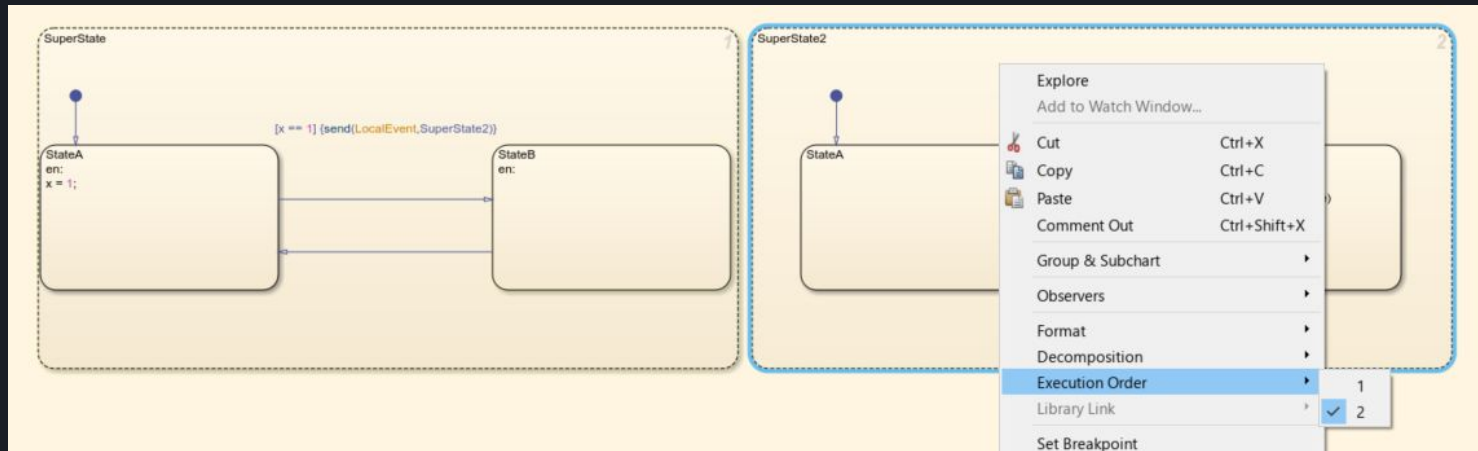 SuperState
1
[x == 1] {send(LocalEvent,SuperState2)}
StateA
en:
x = 1;
StateB
en:
SuperState2
2
StateA
Explore
Add to Watch Window...
Cut Ctrl+X
Copy Ctrl+C
Paste Ctrl+V
Comment Out Ctrl+Shift+X
Group & Subchart
Observers
Format
Decomposition
Execution Order
1
Library Link
2
Set Breakpoint